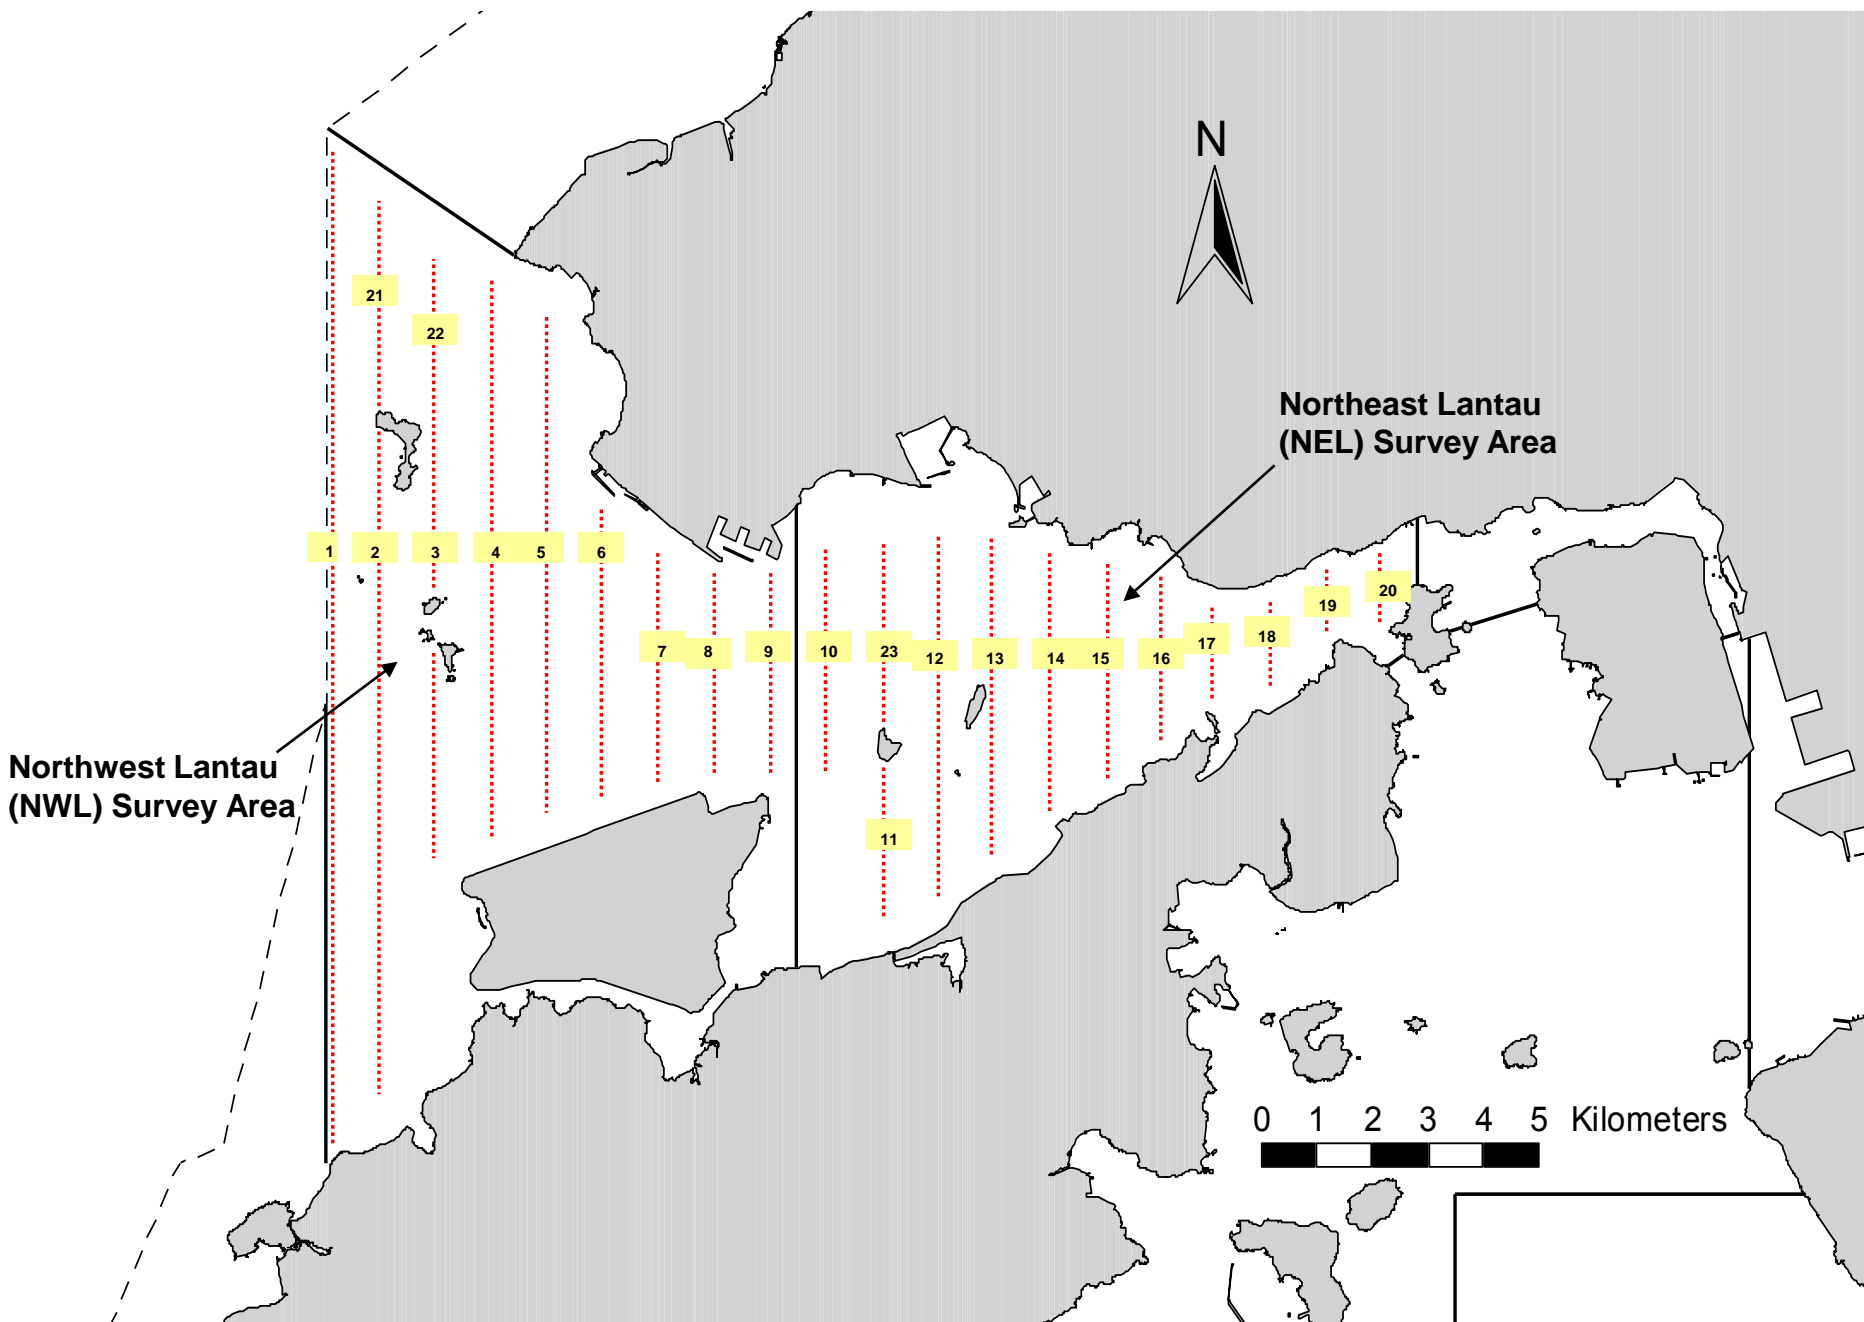 N
21
22
Northeast Lantau
(NEL) Survey Area
1 2 3 4 5 6
7 8 9 10 23 12 13 14 15 16 17 18 19 20
Northwest Lantau
(NWL) Survey Area
11
0 1 2 3 4 5 Kilometers